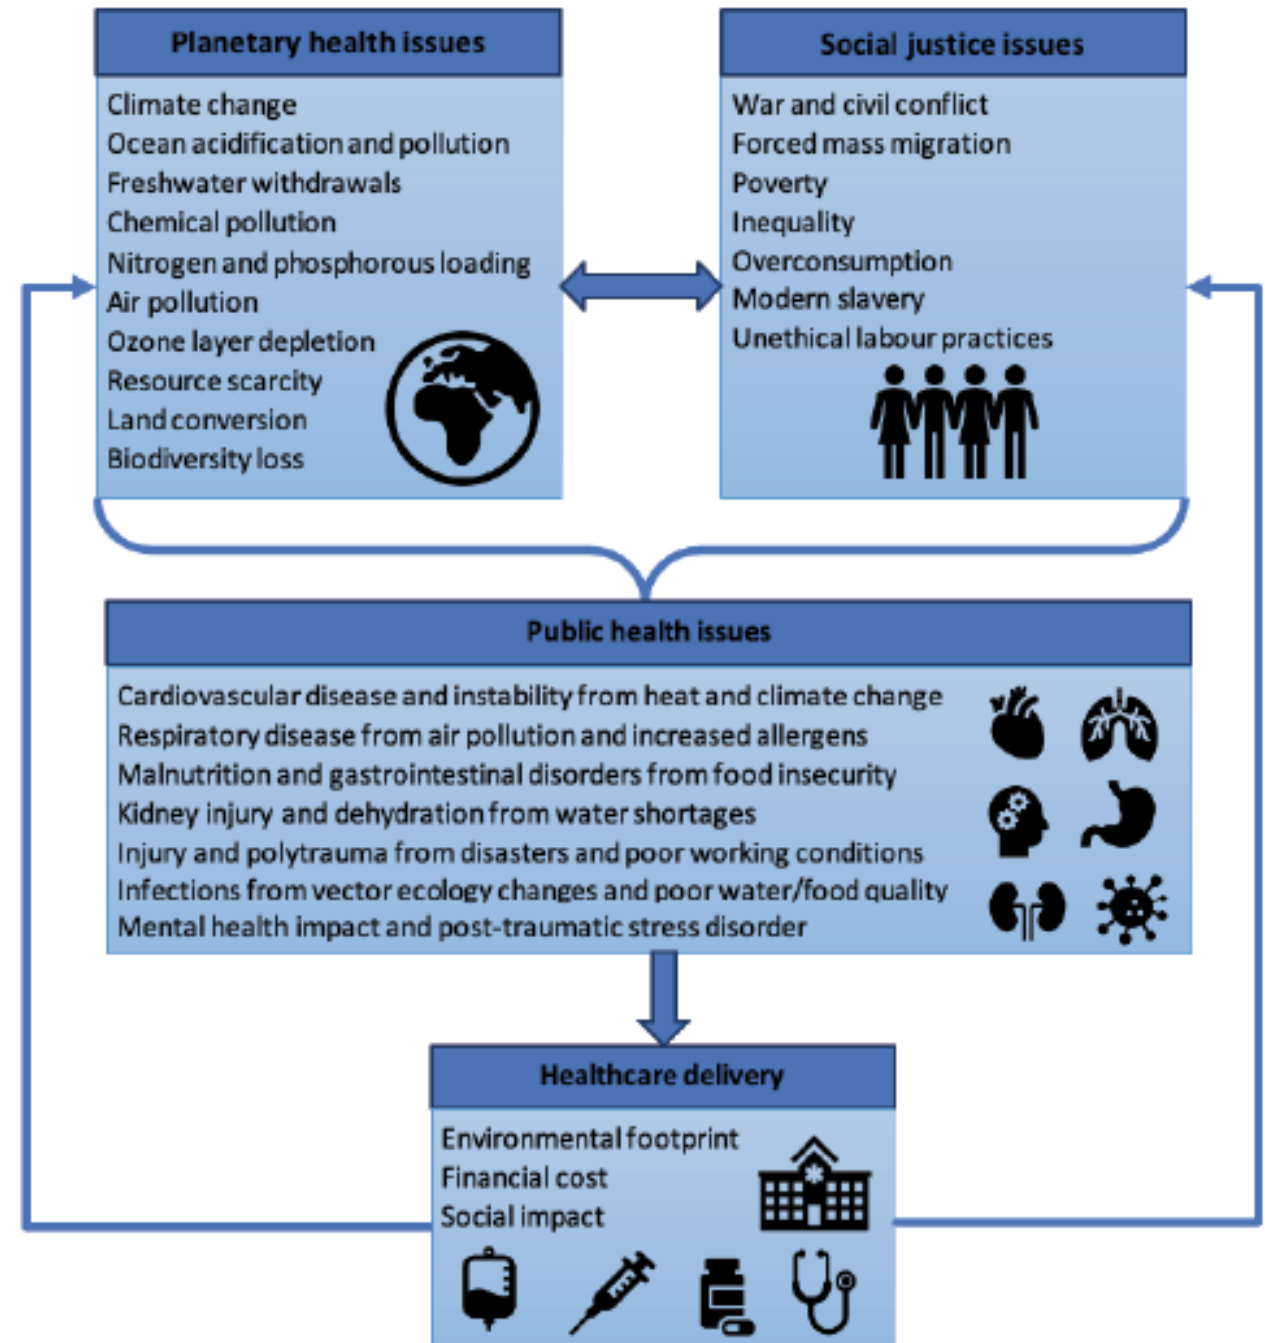 Planetary health issues
Climate change
Ocean acidification and pollution
Freshwater withdrawals
Chemical pollution
Nitrogen and phosphorous loading
Air pollution
Ozone layer depletion
Resource scarcity
Land conversion
Biodiversity loss
Social justice issues
War and civil conflict
Forced mass migration
Poverty
Inequality
Overconsumption
Modern slavery
Unethical labour practices
Public health issues
Cardiovascular disease and instability from heat and climate change
Respiratory disease from air pollution and increased allergens
Malnutrition and gastrointestinal disorders from food insecurity
Kidney injury and dehydration from water shortages
Injury and polytrauma from disasters and poor working conditions
Infections from vector ecology changes and poor water/food quality
Mental health impact and post-traumatic stress disorder
Healthcare delivery
Environmental footprint
Financial cost
Social impact